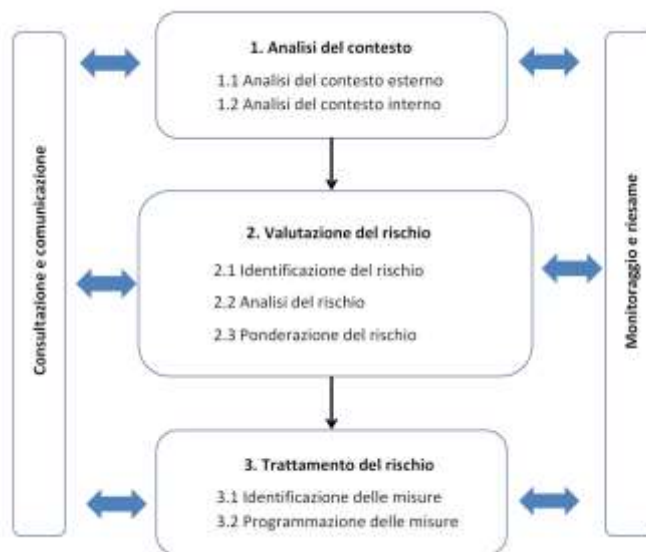 1. Analisi del contesto
1.1 Analisi del contesto esterno
1.2 Analisi del contesto interno
Consultazione e comunicazione
2. Valutazione del rischio
2.1 Identificazione del rischio
2.2 Analisi del rischio
2.3 Ponderazione del rischio
Monitoraggio e riesame
3. Trattamento del rischio
3.1 Identificazione delle misure
3.2 Programmazione delle misure